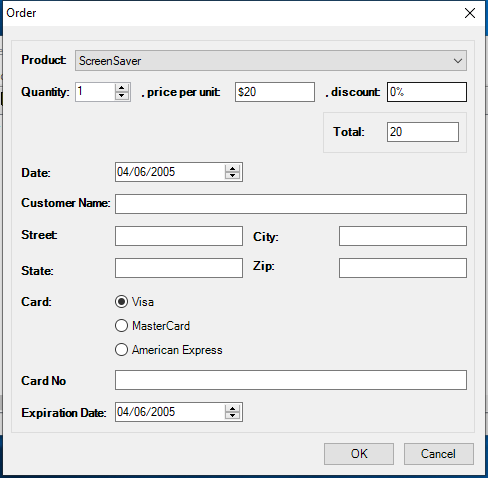 Order
Product: ScreenSaver
Quantity: 1 , price per unit: $20 , discount: 0%
Total: 20
Date: 04/06/2005
Customer Name:
Street: City:
State: Zip:
Card: Visa
MasterCard
American Express
Card No
Expiration Date: 04/06/2005
OK Cancel